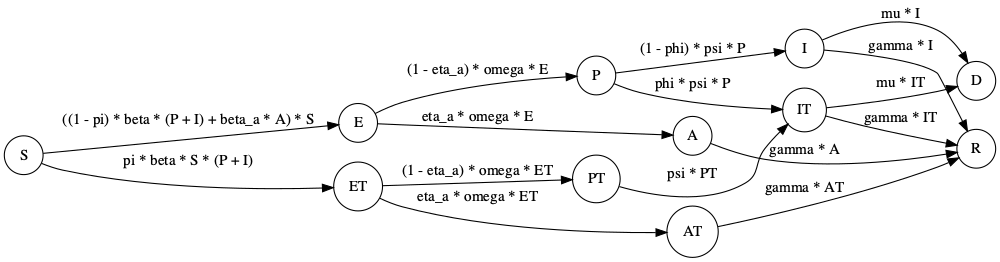 mu * I
I
(1 - phi) * psi * P
gamma * I
(1 - eta_a) * omega * E
P
D
phi * psi * P
mu * IT
((1 - pi) * beta * (P + I) + beta_a * A) * S
E
eta_a * omega * E
IT
gamma * IT
A
S
pi * beta * S * (P + I)
gamma * A
R
(1 - eta_a) * omega * ET
psi * PT
ET
PT
eta_a * omega * ET
gamma * AT
AT